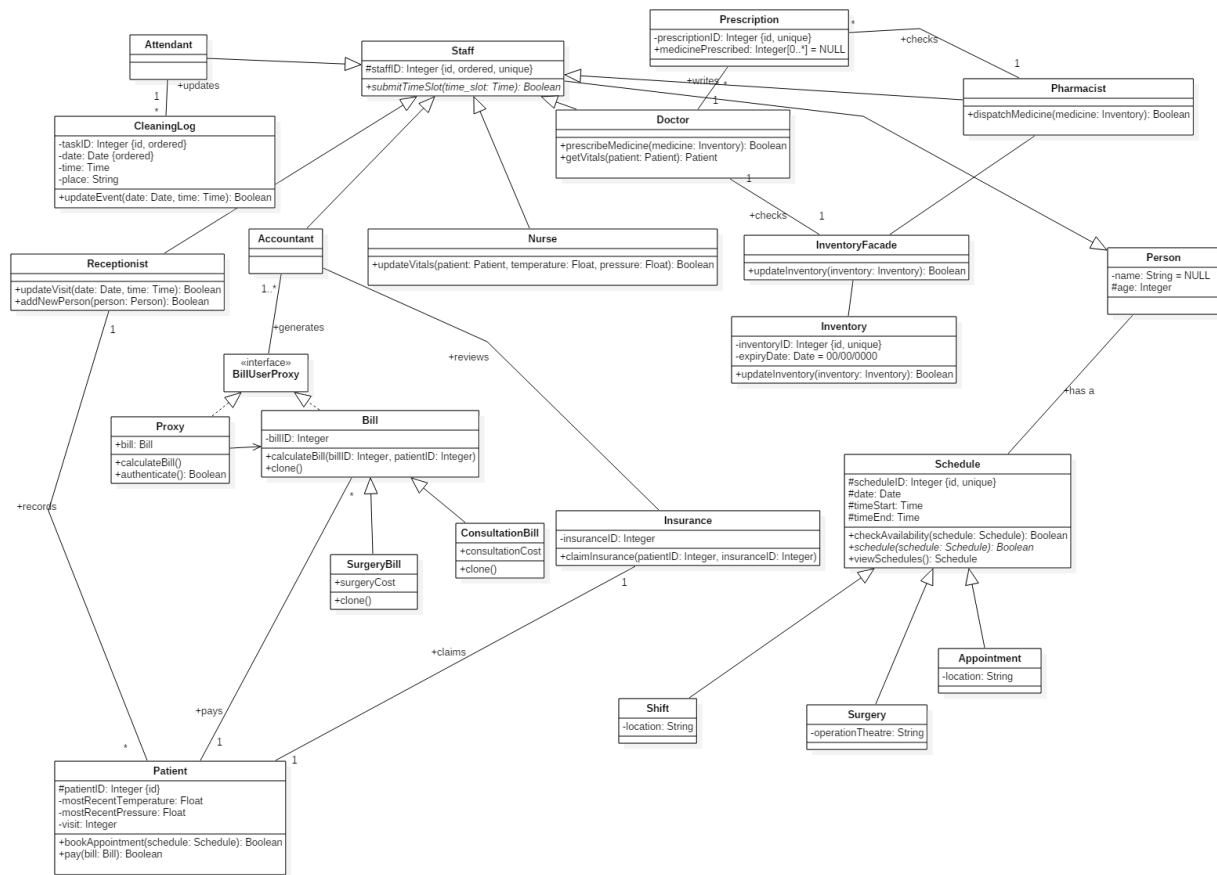 Attendant
+updates
1
*
CleaningLog
-taskID: Integer {id, ordered}
-date: Date {ordered}
-time: Time
-place: String
+updateEvent(date: Date, time: Time): Boolean
Staff
#staffID: Integer {id, ordered, unique}
+submitTimeSlot(time_slot: Time): Boolean
Prescription
-prescriptionID: Integer {id, unique}
+medicinePrescribed: Integer[0..*] = NULL
*
+checks
1
+writes
*
1
Pharmacist
+dispatchMedicine(medicine: Inventory): Boolean
Doctor
+prescribeMedicine(medicine: Inventory): Boolean
+getVitals(patient: Patient): Patient
1
+checks
1
Receptionist
+updateVisit(date: Date, time: Time): Boolean
+addNewPerson(person: Person): Boolean
1
Accountant
1..*
+generates
Nurse
+updateVitals(patient: Patient, temperature: Float, pressure: Float): Boolean
InventoryFacade
+updateInventory(inventory: Inventory): Boolean
Person
-name: String = NULL
#age: Integer
Inventory
-inventoryID: Integer {id, unique}
-expiryDate: Date = 00/00/0000
+updateInventory(inventory: Inventory): Boolean
«interface»
BillUserProxy
+reviews
+has a
Proxy
+bill: Bill
+calculateBill()
+authenticate(): Boolean
Bill
-billID: Integer
+calculateBill(billID: Integer, patientID: Integer)
+clone()
*
+records
SurgeryBill
+surgeryCost
+clone()
ConsultationBill
+consultationCost
+clone()
Insurance
-insuranceID: Integer
+claimInsurance(patientID: Integer, insuranceID: Integer)
1
Schedule
#scheduleID: Integer {id, unique}
#date: Date
#timeStart: Time
#timeEnd: Time
+checkAvailability(schedule: Schedule): Boolean
+schedule(schedule: Schedule): Boolean
+viewSchedules(): Schedule
+claims
+pays
Appointment
-location: String
Shift
-location: String
Surgery
-operationTheatre: String
*
1
1
Patient
#patientID: Integer {id}
-mostRecentTemperature: Float
-mostRecentPressure: Float
-visit: Integer
+bookAppointment(schedule: Schedule): Boolean
+pay(bill: Bill): Boolean